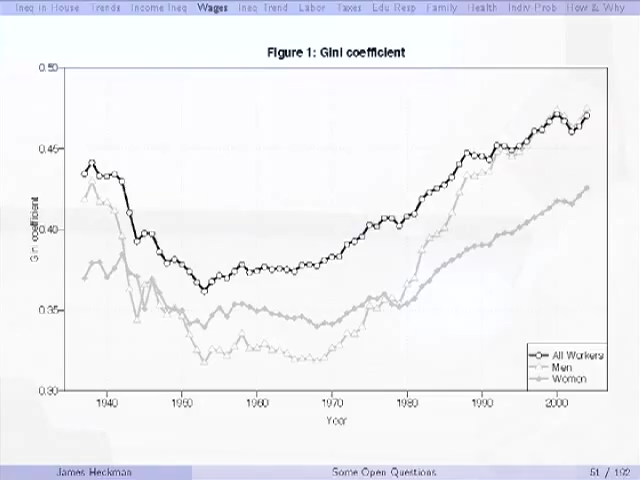 Ineq in House Trends Income Ineq Wages Ineq Trend Labor Taxes Edu Resp Family Health Indiv Prob How & Why
Figure 1: Gini coefficient
0.50
0.45
0.40
0.35
0.30
Gini coefficient
1940 1950 1960 1970 1980 1990 2000
Year
All Workers
Men
Women
James Heckman Some Open Questions 51 / 192